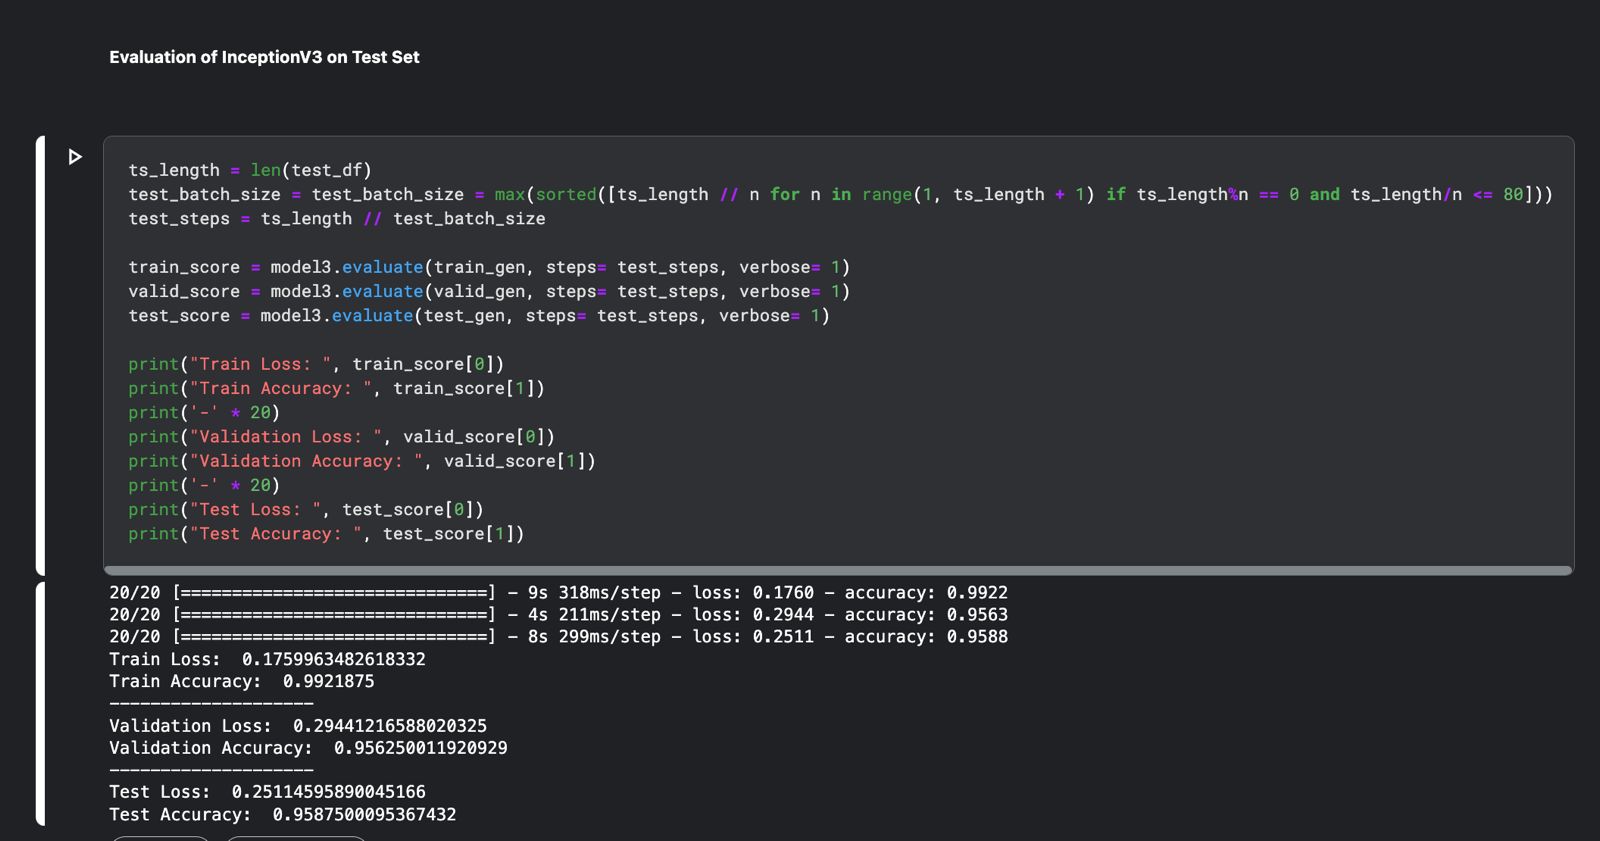 Evaluation of InceptionV3 on Test Set
ts_length = len(test_df)
test_batch_size = test_batch_size = max(sorted([ts_length // n for n in range(1, ts_length + 1) if ts_length%n == 0 and ts_length/n <= 80]))
test_steps = ts_length // test_batch_size
train_score = model3.evaluate(train_gen, steps= test_steps, verbose= 1)
valid_score = model3.evaluate(valid_gen, steps= test_steps, verbose= 1)
test_score = model3.evaluate(test_gen, steps= test_steps, verbose= 1)
print("Train Loss: ", train_score[0])
print("Train Accuracy: ", train_score[1])
print('-' * 20)
print("Validation Loss: ", valid_score[0])
print("Validation Accuracy: ", valid_score[1])
print('-' * 20)
print("Test Loss: ", test_score[0])
print("Test Accuracy: ", test_score[1])
20/20 [==============================] - 9s 318ms/step - loss: 0.1760 - accuracy: 0.9922
20/20 [==============================] - 4s 211ms/step - loss: 0.2944 - accuracy: 0.9563
20/20 [==============================] - 8s 299ms/step - loss: 0.2511 - accuracy: 0.9588
Train Loss:  0.1759963482618332
Train Accuracy:  0.9921875
--------------------
Validation Loss:  0.29441216588020325
Validation Accuracy:  0.956250011920929
--------------------
Test Loss:  0.25114595890045166
Test Accuracy:  0.9587500095367432